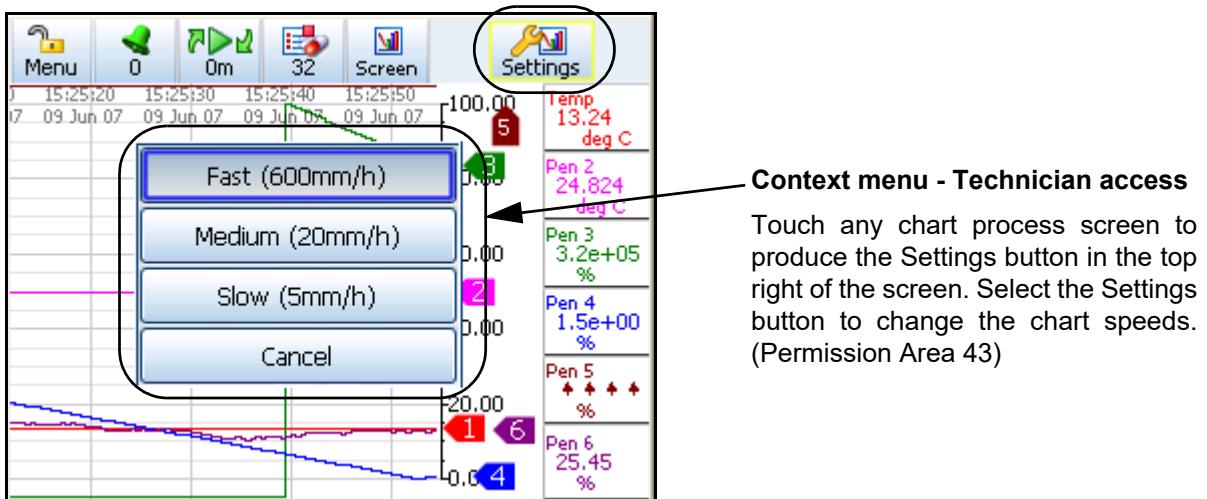 Menu 0 0m 32 Screen Settings
15:25:20 15:25:30 15:25:40 15:25:50
7 09 Jun 07 09 Jun 07 09 Jun 07 09 Jun 07
100.00
5
Temp
13.24
deg C
Fast (600mm/h)
3
Pen 2
24.824
deg C
Medium (20mm/h)
Pen 3
3.2e+05
%
Slow (5mm/h)
2
Pen 4
1.5e+00
%
Cancel
Pen 5
%
20.00
1 6
Pen 6
25.45
%
4
Context menu - Technician access
Touch any chart process screen to
produce the Settings button in the top
right of the screen. Select the Settings
button to change the chart speeds.
(Permission Area 43)